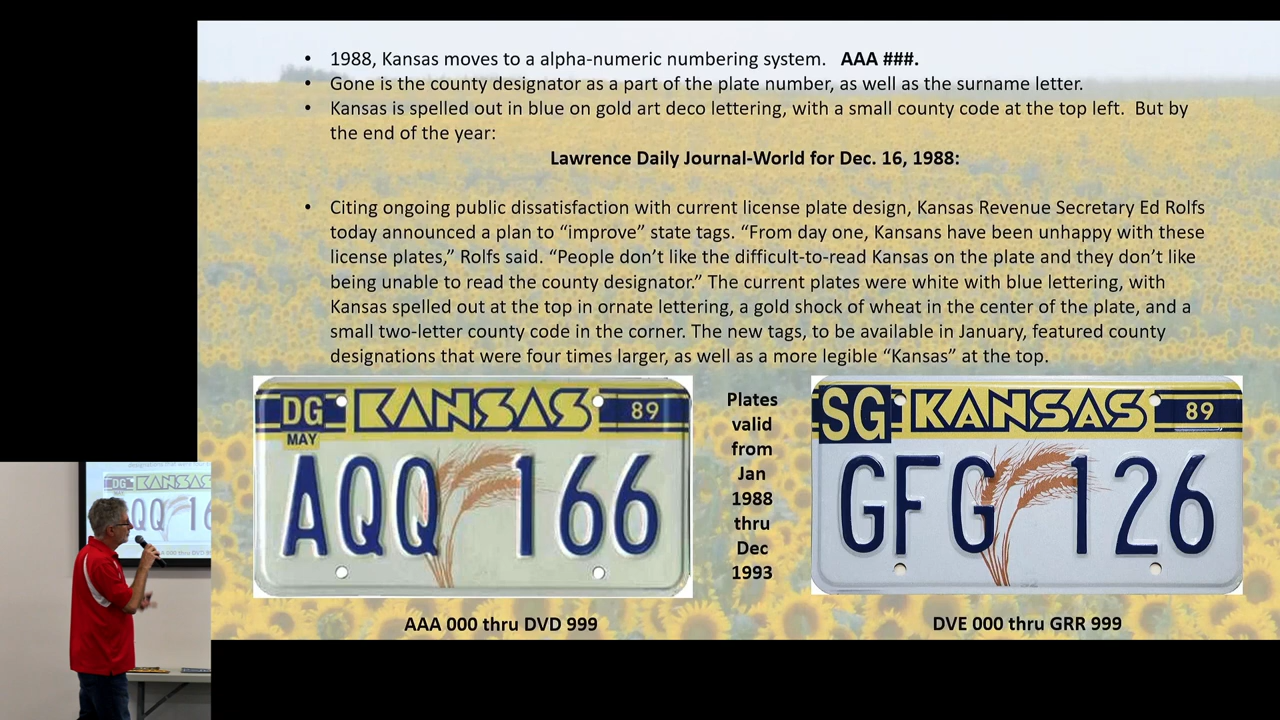 • 1988, Kansas moves to a alpha-numeric numbering system. AAA ###.
• Gone is the county designator as a part of the plate number, as well as the surname letter.
• Kansas is spelled out in blue on gold art deco lettering, with a small county code at the top left. But by
the end of the year:
Lawrence Daily Journal-World for Dec. 16, 1988:
• Citing ongoing public dissatisfaction with current license plate design, Kansas Revenue Secretary Ed Rolfs
today announced a plan to “improve” state tags. “From day one, Kansans have been unhappy with these
license plates,” Rolfs said. “People don’t like the difficult-to-read Kansas on the plate and they don’t like
being unable to read the county designator.” The current plates were white with blue lettering, with
Kansas spelled out at the top in ornate lettering, a gold shock of wheat in the center of the plate, and a
small two-letter county code in the corner. The new tags, to be available in January, featured county
designations that were four times larger, as well as a more legible “Kansas” at the top.
DG KANSAS 89
MAY
AQQ 166
AAA 000 thru DVD 999
Plates
valid
from
Jan
1988
thru
Dec
1993
SG KANSAS 89
GFG 126
DVE 000 thru GRR 999
DG KANSAS
QQ 16